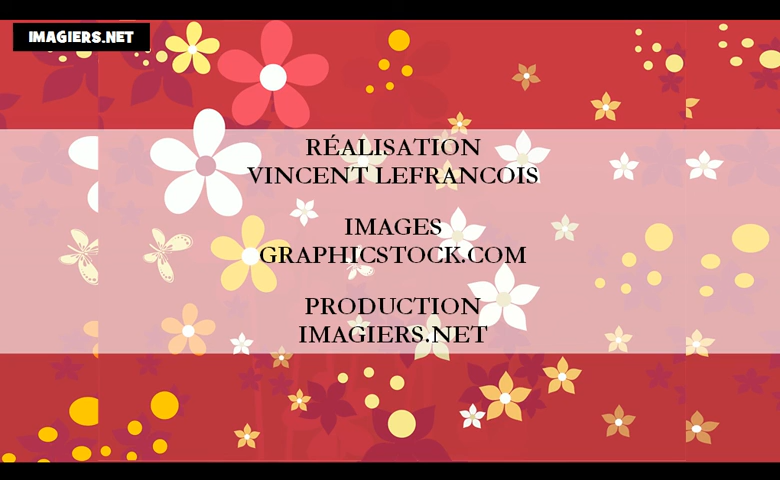 IMAGIERS.NET
RÉALISATION
VINCENT LEFRANCOIS
IMAGES
GRAPHICSTOCK.COM
PRODUCTION
IMAGIERS.NET